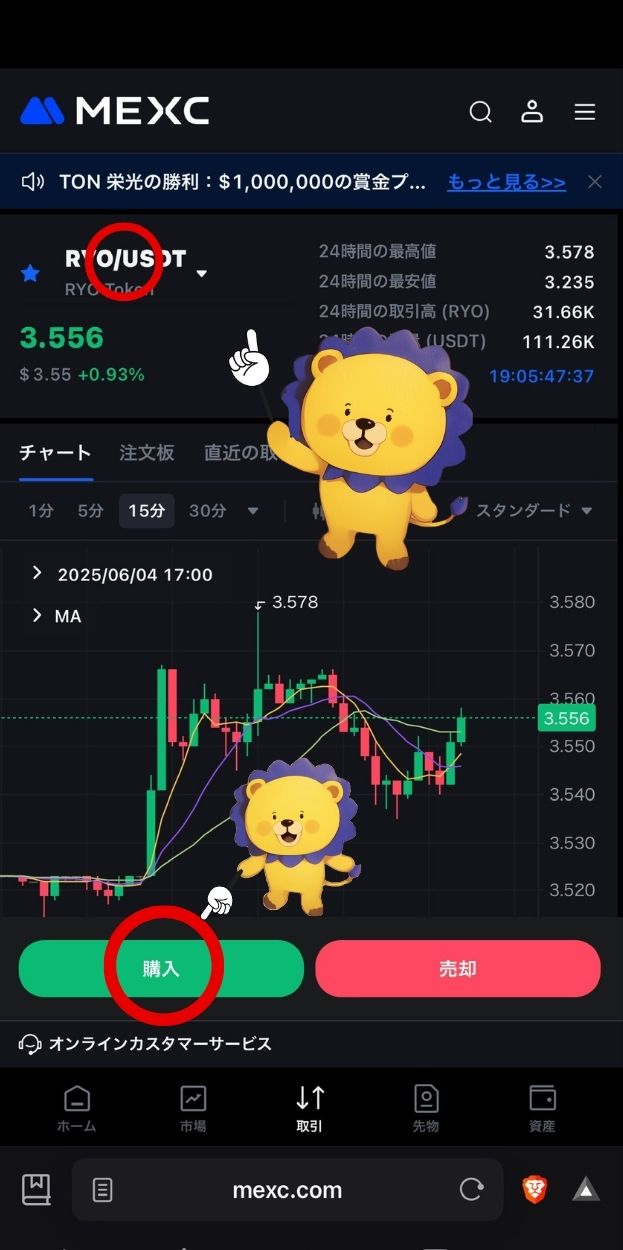 MEXC
TON 栄光の勝利：$1,000,000の賞金プ... もっと見る>>
RYO/USDT
RYO Token
3.556
$3.55 +0.93%
24時間の最高値 3.578
24時間の最安値 3.235
24時間の取引高 (RYO) 31.66K
(USDT) 111.26K
19:05:47:37
チャート 注文板 直近の取
1分 5分 15分 30分 スタンダード
2025/06/04 17:00
MA
3.578
3.580
3.570
3.560
3.556
3.550
3.540
3.530
3.520
購入 売却
オンラインカスタマーサービス
ホーム 市場 取引 先物 資産
mexc.com